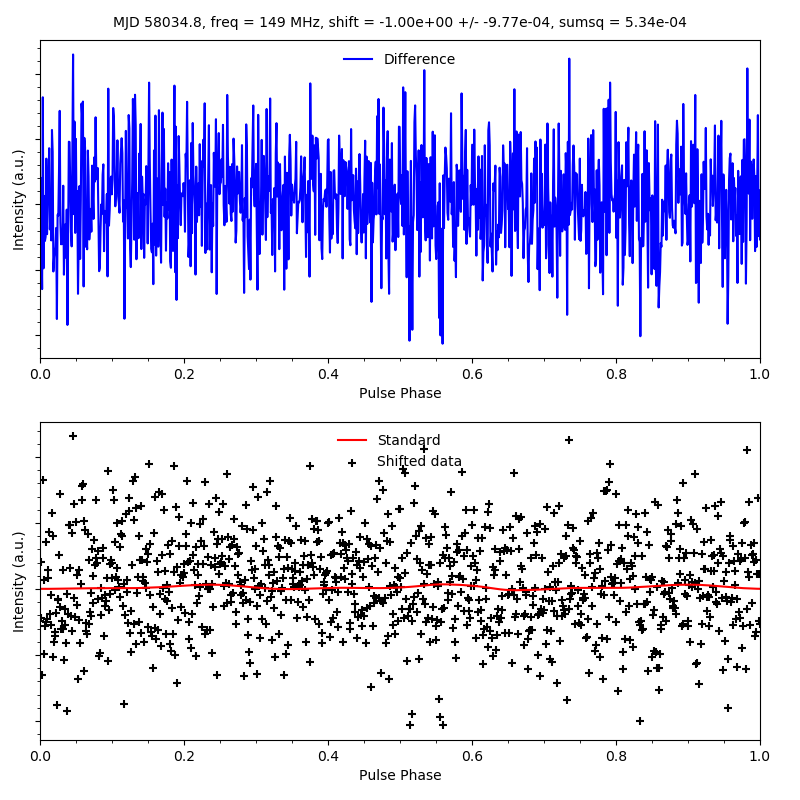 MJD 58034.8, freq = 149 MHz, shift = -1.00e+00 +/- -9.77e-04, sumsq = 5.34e-04
Difference
Intensity (a.u.)
0.0 0.2 0.4 0.6 0.8 1.0
Pulse Phase
Standard
Shifted data
Intensity (a.u.)
0.0 0.2 0.4 0.6 0.8 1.0
Pulse Phase